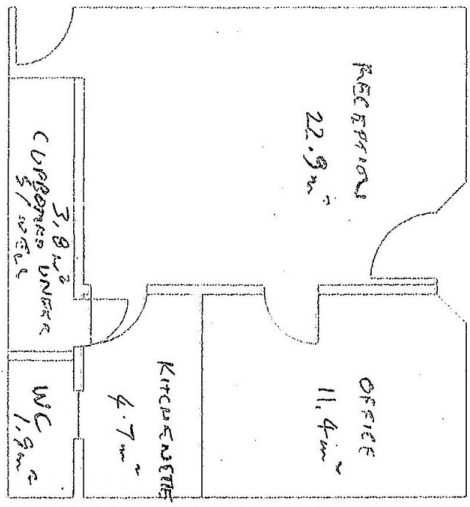 RECEPTION
22.9m²
3.8m²
CUPBOARD UNDER
S/WELL
KITCHENETTE
4.7m²
OFFICE
11.4m²
WC
1.9m²